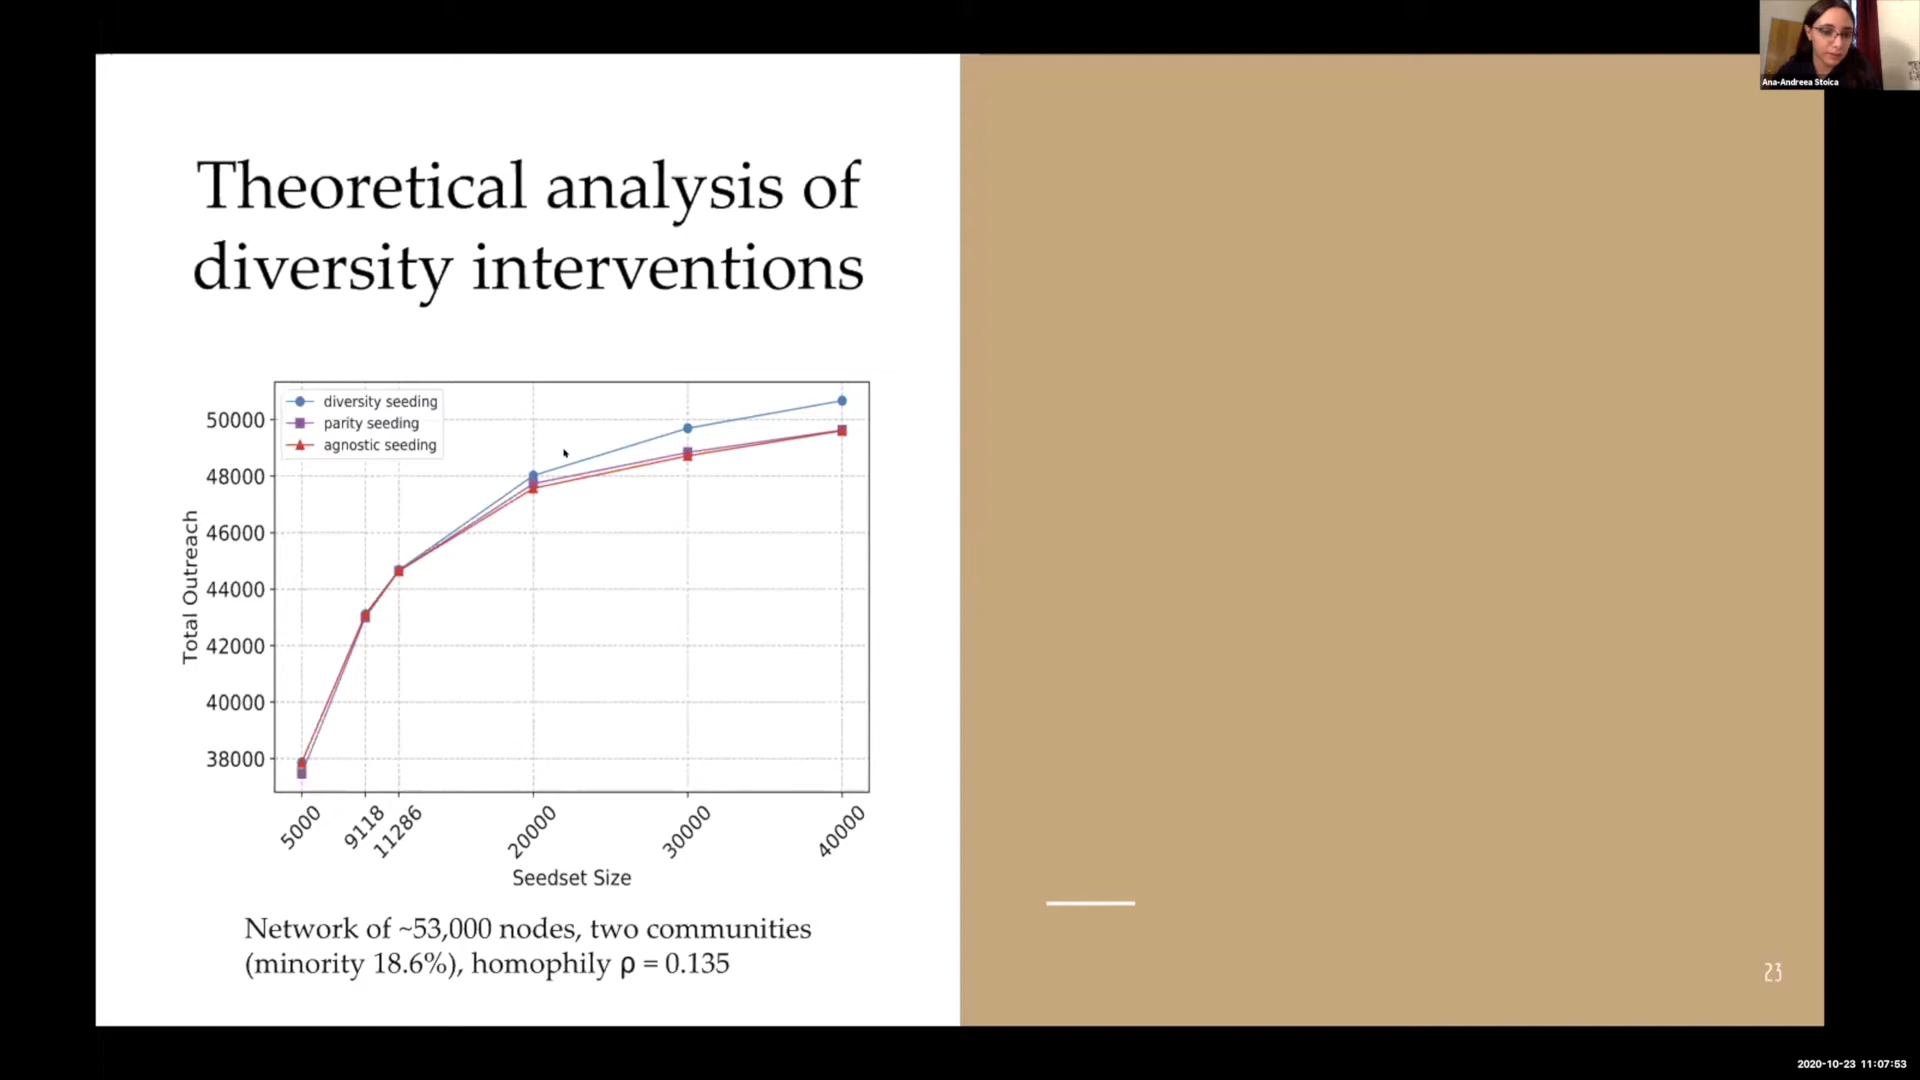 Ana-Andreea Stoica
Theoretical analysis of
diversity interventions
diversity seeding
parity seeding
agnostic seeding
50000
48000
46000
44000
42000
40000
38000
Total Outreach
5000
9118
11286
20000
30000
40000
Seedset Size
Network of ~53,000 nodes, two communities
(minority 18.6%), homophily ρ = 0.135
23
2020-10-23 11:07:53